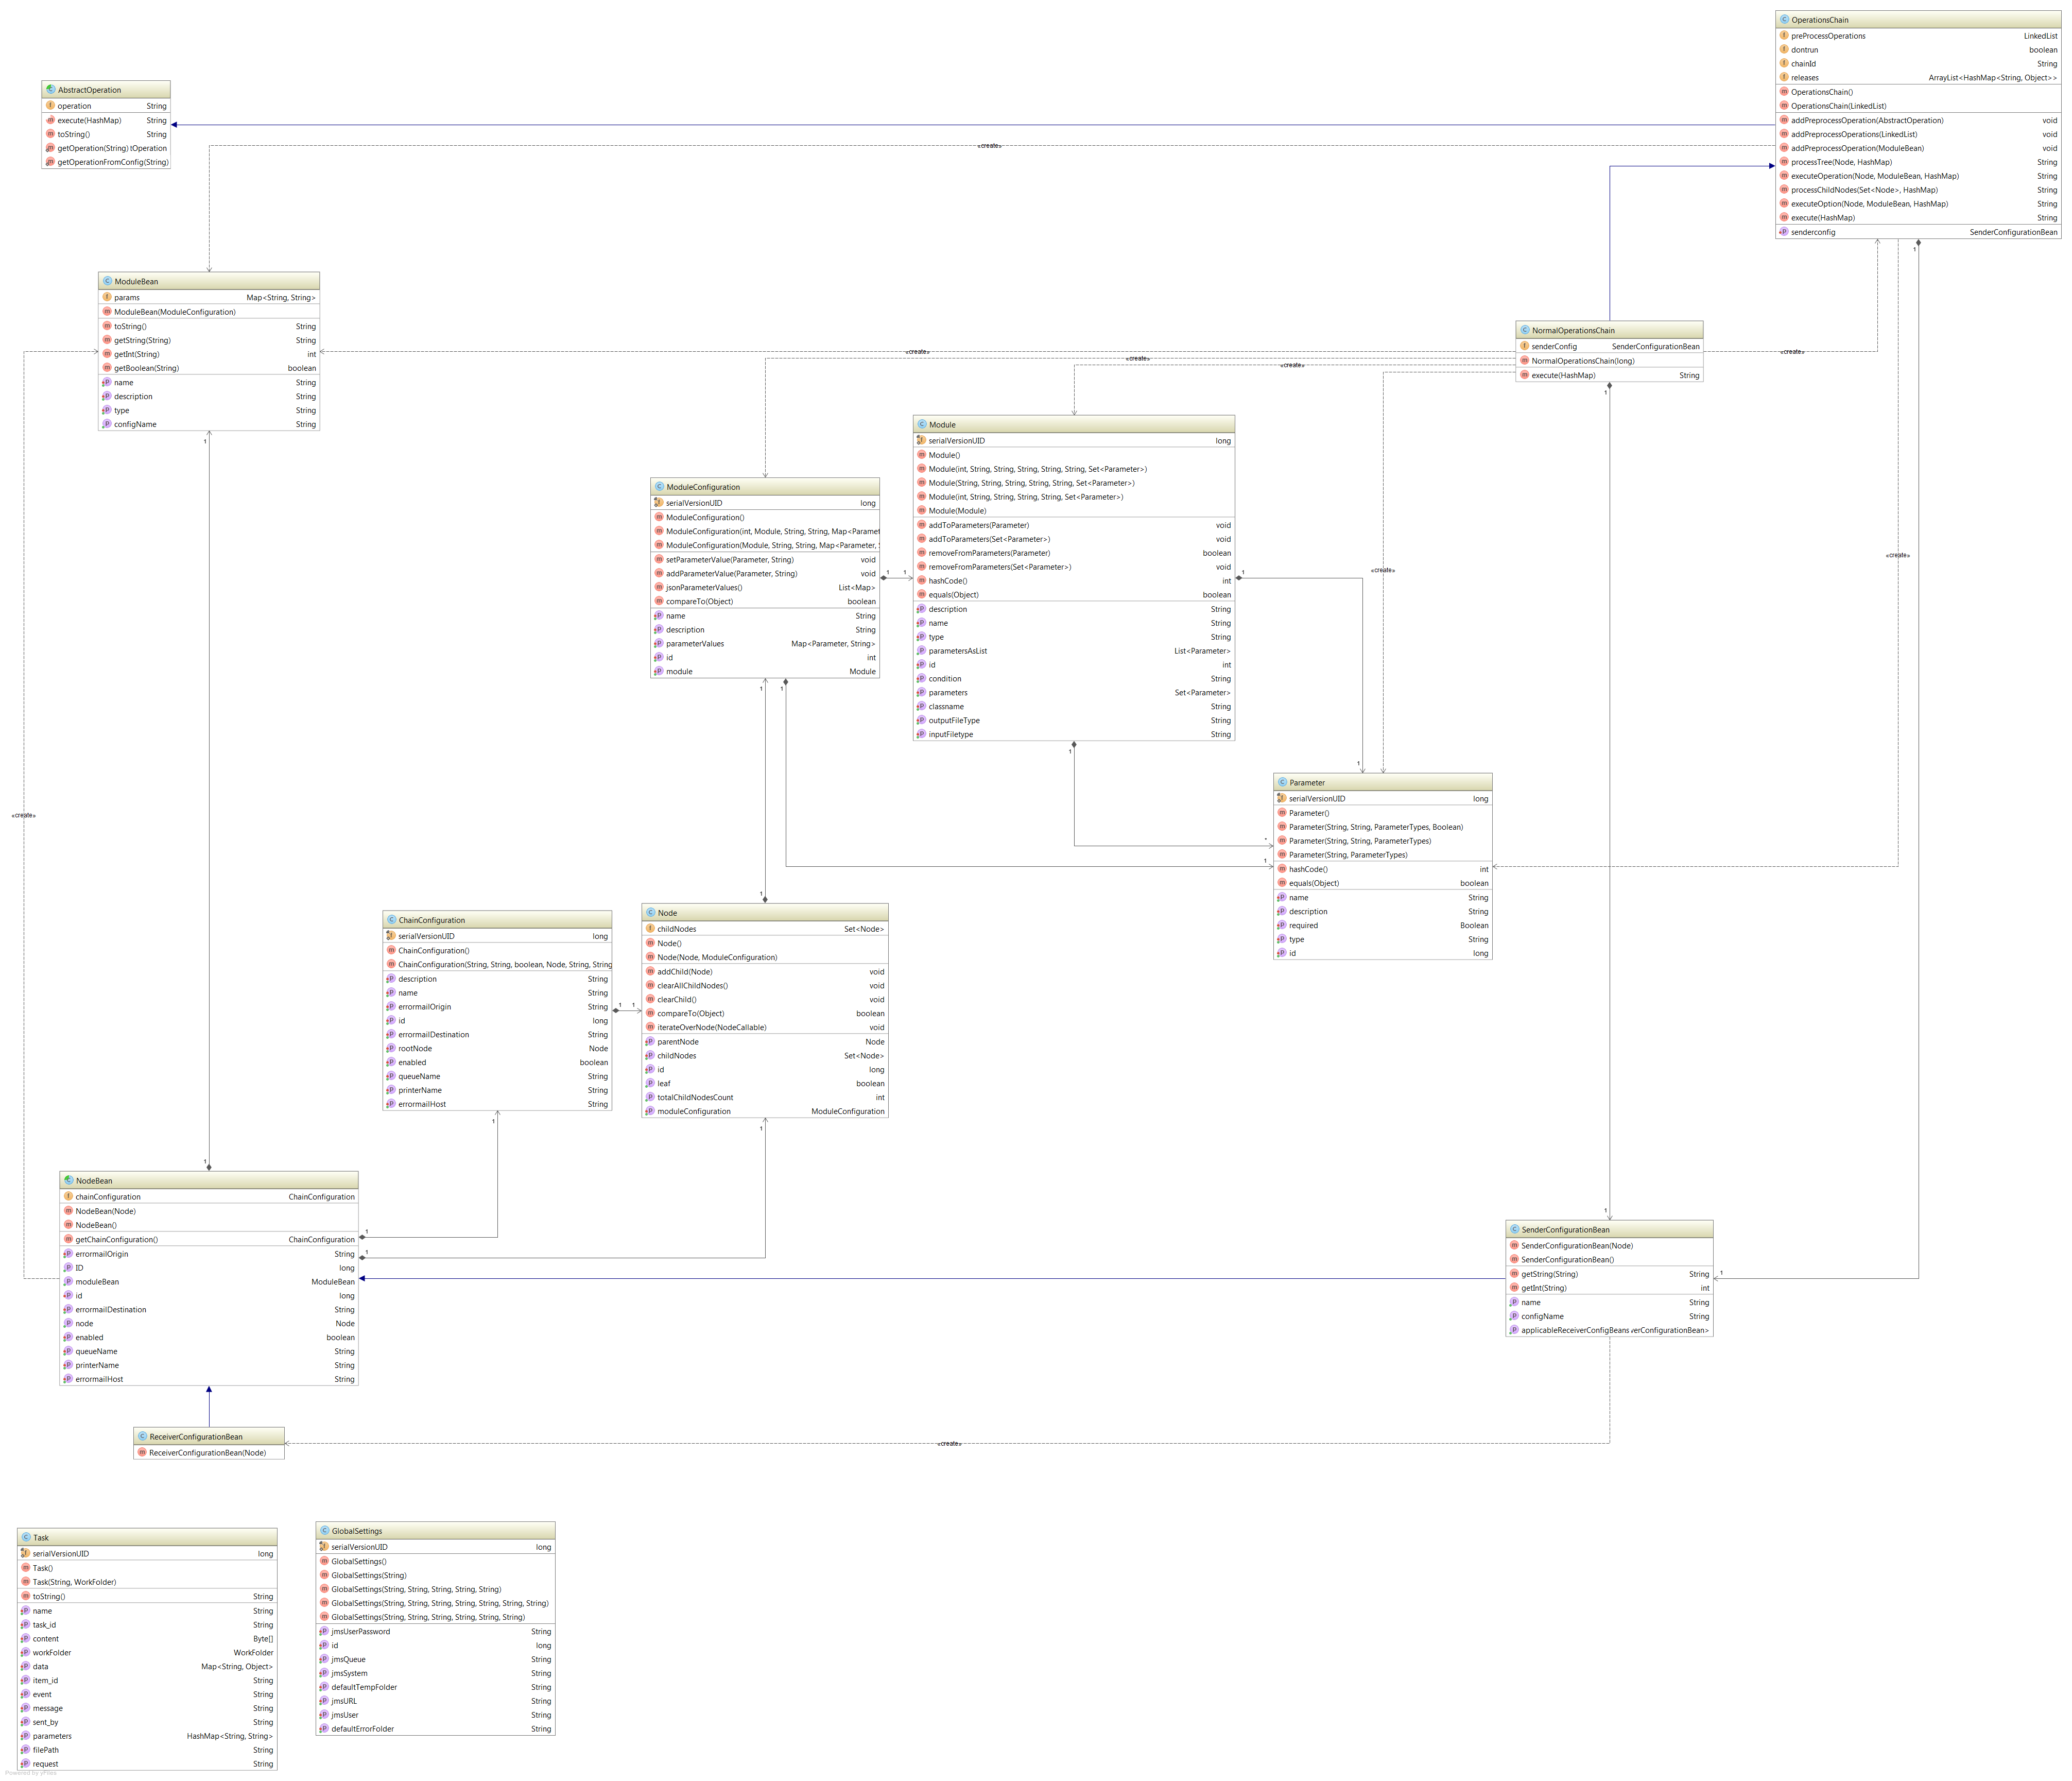 OperationsChain
preProcessOperations LinkedList
dontrun boolean
chainId String
releases ArrayList<HashMap<String, Object>>
OperationsChain()
OperationsChain(LinkedList)
addPreprocessOperation(AbstractOperation) void
addPreprocessOperations(LinkedList) void
addPreprocessOperation(ModuleBean) void
processTree(Node, HashMap) String
executeOperation(Node, ModuleBean, HashMap) String
processChildNodes(Set<Node>, HashMap) String
executeOption(Node, ModuleBean, HashMap) String
execute(HashMap) String
senderconfig SenderConfigurationBean
1
AbstractOperation
operation String
execute(HashMap) String
toString() String
getOperation(String) tOperation
getOperationFromConfig(String)
«create»
ModuleBean
params Map<String, String>
ModuleBean(ModuleConfiguration)
toString() String
getString(String) String
getInt(String) int
getBoolean(String) boolean
name String
description String
type String
configName String
1
NormalOperationsChain
senderConfig SenderConfigurationBean
NormalOperationsChain(long)
execute(HashMap) String
1
«create»
«create»
«create»
«create»
Module
serialVersionUID long
Module()
Module(int, String, String, String, String, String, Set<Parameter>)
Module(String, String, String, String, String, Set<Parameter>)
Module(int, String, String, String, String, Set<Parameter>)
Module(Module)
addToParameters(Parameter) void
addToParameters(Set<Parameter>) void
removeFromParameters(Parameter) boolean
removeFromParameters(Set<Parameter>) void
hashCode() int
equals(Object) boolean
description String
name String
type String
parametersAsList List<Parameter>
id int
condition String
parameters Set<Parameter>
classname String
outputFileType String
inputFiletype String
1
1
1
*
1
«create»
«create»
ModuleConfiguration
serialVersionUID long
ModuleConfiguration()
ModuleConfiguration(int, Module, String, String, Map<Paramet
ModuleConfiguration(Module, String, String, Map<Parameter, S
setParameterValue(Parameter, String) void
addParameterValue(Parameter, String) void
jsonParameterValues() List<Map>
compareTo(Object) boolean
name String
description String
parameterValues Map<Parameter, String>
id int
module Module
1 1
1 1
Parameter
serialVersionUID long
Parameter()
Parameter(String, String, ParameterTypes, Boolean)
Parameter(String, String, ParameterTypes)
Parameter(String, ParameterTypes)
hashCode() int
equals(Object) boolean
name String
description String
required Boolean
type String
id long
«create»
ChainConfiguration
serialVersionUID long
ChainConfiguration()
ChainConfiguration(String, String, boolean, Node, String, String
description String
name String
errormailOrigin String
id long
errormailDestination String
rootNode Node
enabled boolean
queueName String
printerName String
errormailHost String
1 1
1
1
Node
childNodes Set<Node>
Node()
Node(Node, ModuleConfiguration)
addChild(Node) void
clearAllChildNodes() void
clearChild() void
compareTo(Object) boolean
iterateOverNode(NodeCallable) void
parentNode Node
childNodes Set<Node>
id long
leaf boolean
totalChildNodesCount int
moduleConfiguration ModuleConfiguration
1
1
NodeBean
chainConfiguration ChainConfiguration
NodeBean(Node)
NodeBean()
getChainConfiguration() ChainConfiguration
errormailOrigin String
ID long
moduleBean ModuleBean
id long
errormailDestination String
node Node
enabled boolean
queueName String
printerName String
errormailHost String
1
1
1
SenderConfigurationBean
SenderConfigurationBean(Node)
SenderConfigurationBean()
getString(String) String
getInt(String) int
name String
configName String
applicableReceiverConfigBeans verConfigurationBean>
1
ReceiverConfigurationBean
ReceiverConfigurationBean(Node)
«create»
Task
serialVersionUID long
Task()
Task(String, WorkFolder)
toString() String
name String
task_id String
content Byte[]
workFolder WorkFolder
data Map<String, Object>
item_id String
event String
message String
sent_by String
parameters HashMap<String, String>
filePath String
request String
GlobalSettings
serialVersionUID long
GlobalSettings()
GlobalSettings(String)
GlobalSettings(String, String, String, String, String)
GlobalSettings(String, String, String, String, String, String, String)
GlobalSettings(String, String, String, String, String, String)
jmsUserPassword String
id long
jmsQueue String
jmsSystem String
defaultTempFolder String
jmsURL String
jmsUser String
defaultErrorFolder String
Powered by yFiles